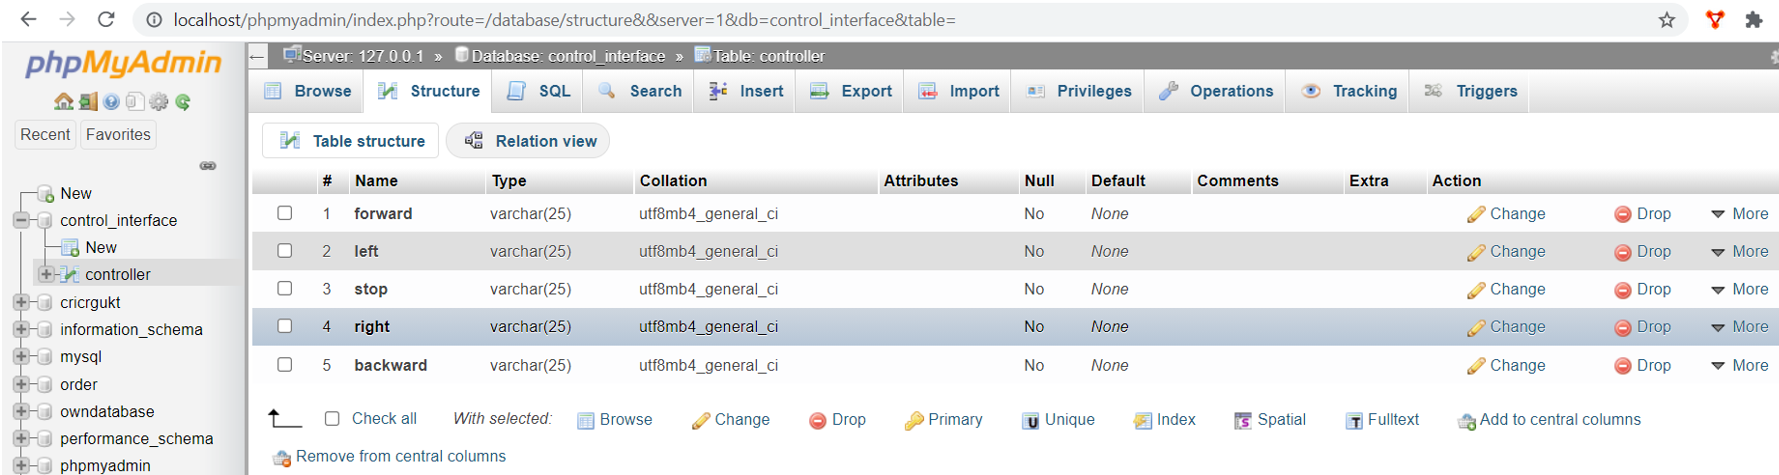 localhost/phpmyadmin/index.php?route=/database/structure&&server=1&db=control_interface&table=
phpMyAdmin
Recent Favorites
New
control_interface
New
controller
cricrgukt
information_schema
mysql
order
owndatabase
performance_schema
phpmyadmin
Server: 127.0.0.1 » Database: control_interface » Table: controller
Browse Structure SQL Search Insert Export Import Privileges Operations Tracking Triggers
Table structure Relation view
# Name Type Collation Attributes Null Default Comments Extra Action
1 forward varchar(25) utf8mb4_general_ci No None Change Drop More
2 left varchar(25) utf8mb4_general_ci No None Change Drop More
3 stop varchar(25) utf8mb4_general_ci No None Change Drop More
4 right varchar(25) utf8mb4_general_ci No None Change Drop More
5 backward varchar(25) utf8mb4_general_ci No None Change Drop More
Check all With selected: Browse Change Drop Primary Unique Index Spatial Fulltext Add to central columns
Remove from central columns